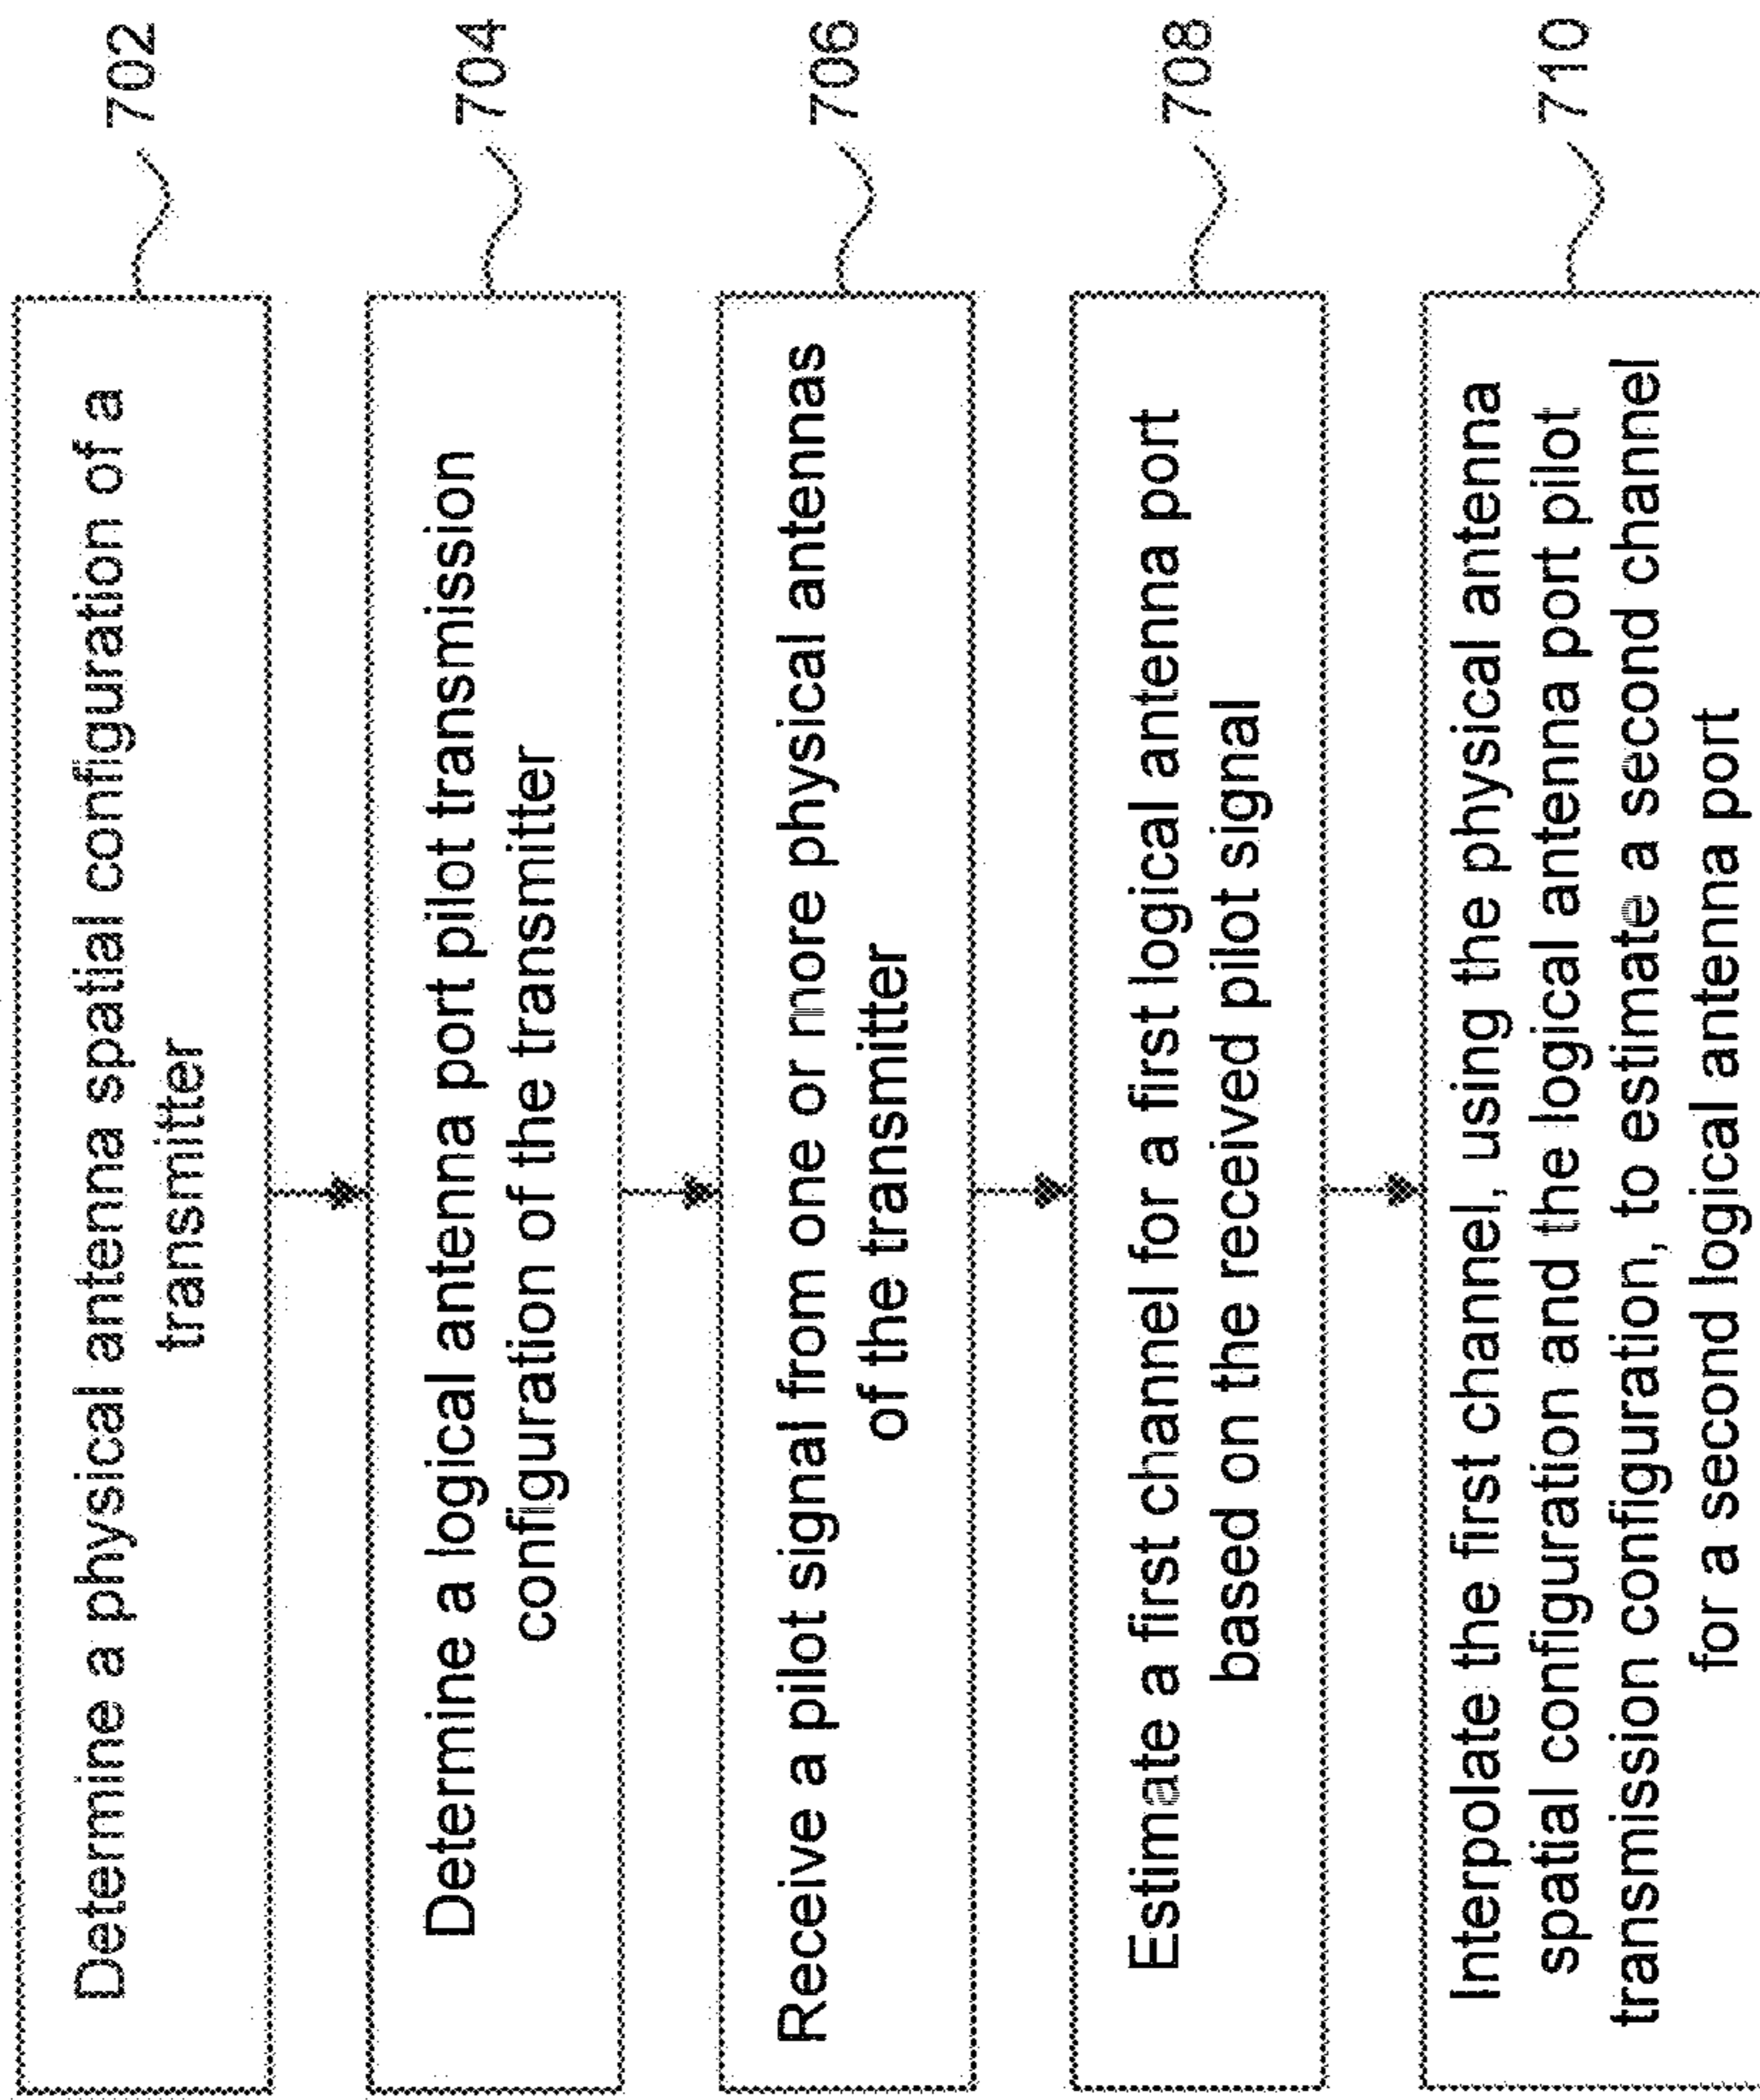 Determine a physical antenna spatial configuration of a
transmitter
702
Determine a logical antenna port pilot transmission
configuration of the transmitter
704
Receive a pilot signal from one or more physical antennas
of the transmitter
706
Estimate a first channel for a first logical antenna port
based on the received pilot signal
708
Interpolate the first channel, using the physical antenna
spatial configuration and the logical antenna port pilot
transmission configuration, to estimate a second channel
for a second logical antenna port
710